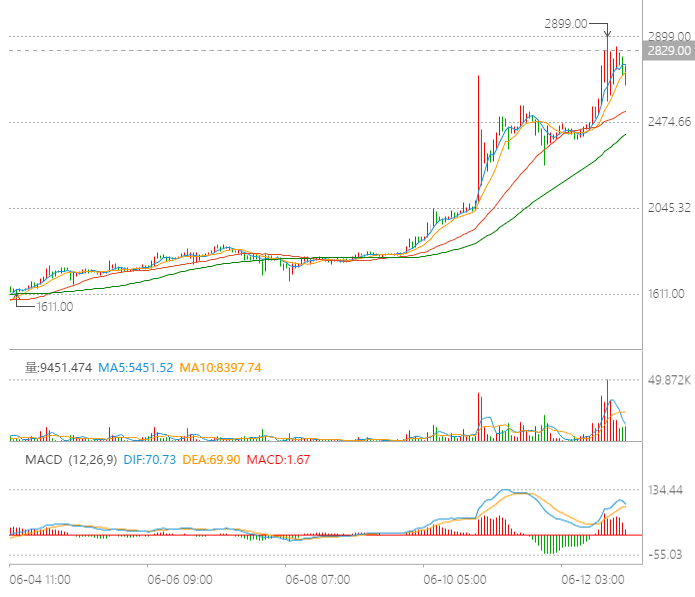 2899.00
2899.00
2829.00
2474.66
2045.32
1611.00
1611.00
量:9451.474 MA5:5451.52 MA10:8397.74
49.872K
MACD (12,26,9) DIF:70.73 DEA:69.90 MACD:1.67
134.44
-55.03
06-04 11:00 06-06 09:00 06-08 07:00 06-10 05:00 06-12 03:00